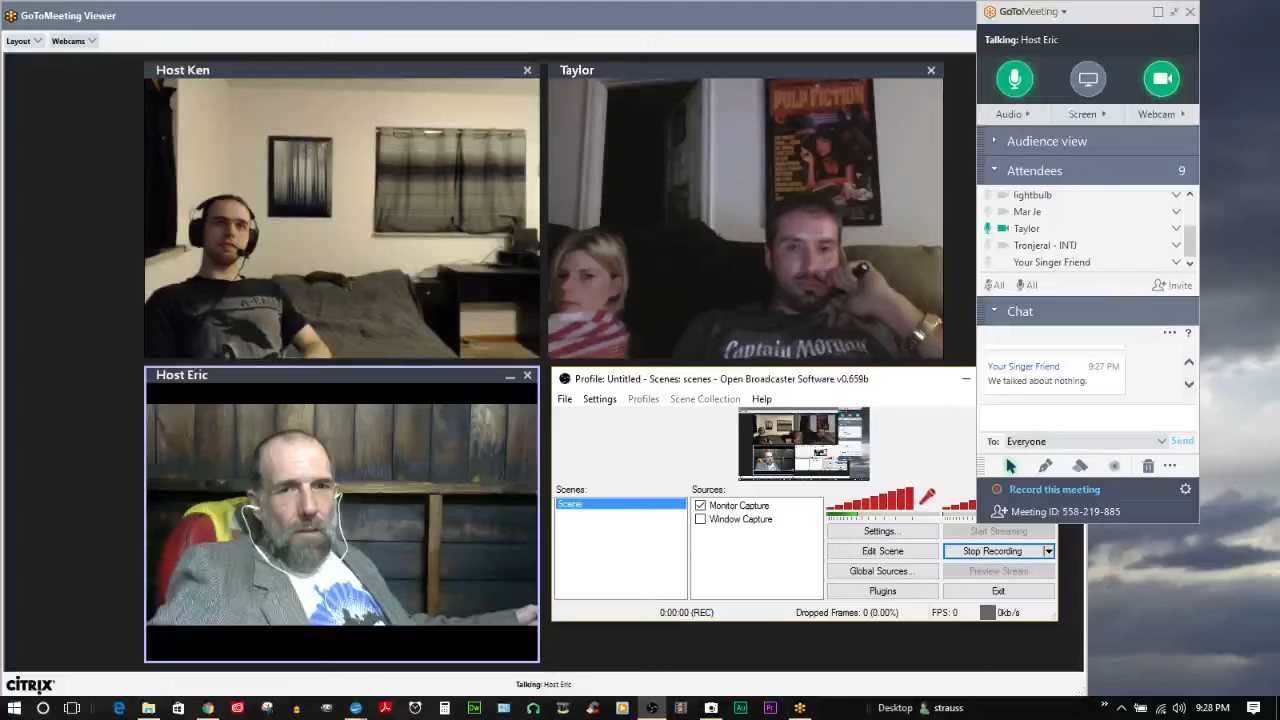 GoToMeeting Viewer
Layout
Webcams
Host Ken
Taylor
PULP FICTION
Captain Morgan
Host Eric
Profile: Untitled - Scenes: scenes - Open Broadcaster Software v0.659b
File Settings Profiles Scene Collection Help
Scenes:
Sources:
Scene
Monitor Capture
Window Capture
Settings...
Start Streaming
Edit Scene
Stop Recording
Global Sources...
Preview Stream
Plugins
Exit
0:00:00 (REC)
Dropped Frames: 0 (0.00%)
FPS: 0
0kb/s
GoToMeeting
Talking: Host Eric
Audio
Screen
Webcam
Audience view
Attendees 9
lightbulb
Mar Je
Taylor
Tronjeral - INTJ
Your Singer Friend
All
All
Invite
Chat
?
Your Singer Friend 9:27 PM
We talked about nothing.
To: Everyone
Send
Record this meeting
Meeting ID: 558-219-885
CITRIX
Talking: Host Eric
Dw
Au
Pr
Desktop
strauss
9:28 PM